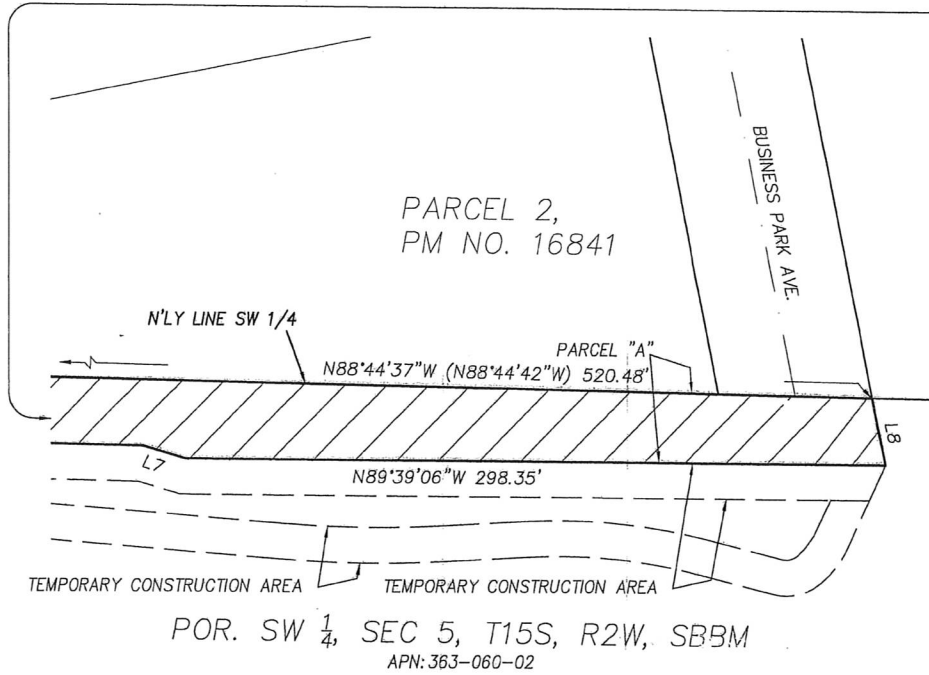 BUSINESS PARK AVE.
PARCEL 2,
PM NO. 16841
N'LY LINE SW 1/4
PARCEL "A"
N88°44'37"W (N88°44'42"W) 520.48'
L8
L7
N89°39'06"W 298.35'
TEMPORARY CONSTRUCTION AREA
TEMPORARY CONSTRUCTION AREA
POR. SW 1/4, SEC 5, T15S, R2W, SBBM
APN: 363-060-02